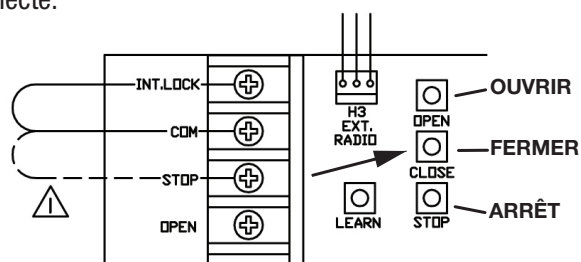 ecté.
INT.LOCK
COM
STOP
OPEN
H3
EXT.
RADIO
LEARN
OPEN
CLOSE
STOP
OUVRIR
FERMER
ARRÊT